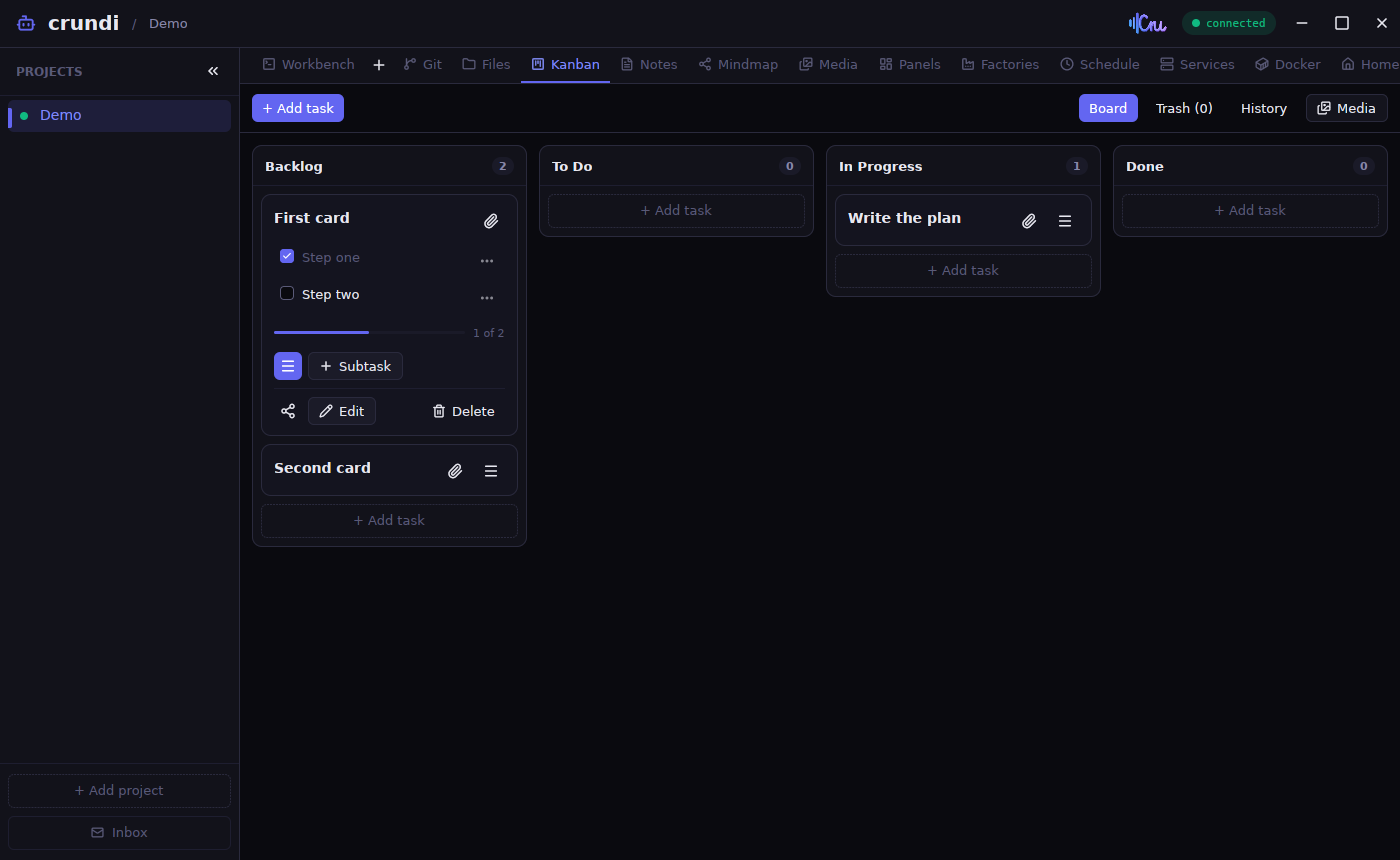 crundi / Demo
Cru
connected
PROJECTS
Demo
+ Add project
Inbox
Workbench + Git Files Kanban Notes Mindmap Media Panels Factories Schedule Services Docker Home
+ Add task
Board Trash (0) History Media
Backlog 2
First card
Step one
Step two
1 of 2
+ Subtask
Edit Delete
Second card
+ Add task
To Do 0
+ Add task
In Progress 1
Write the plan
+ Add task
Done 0
+ Add task